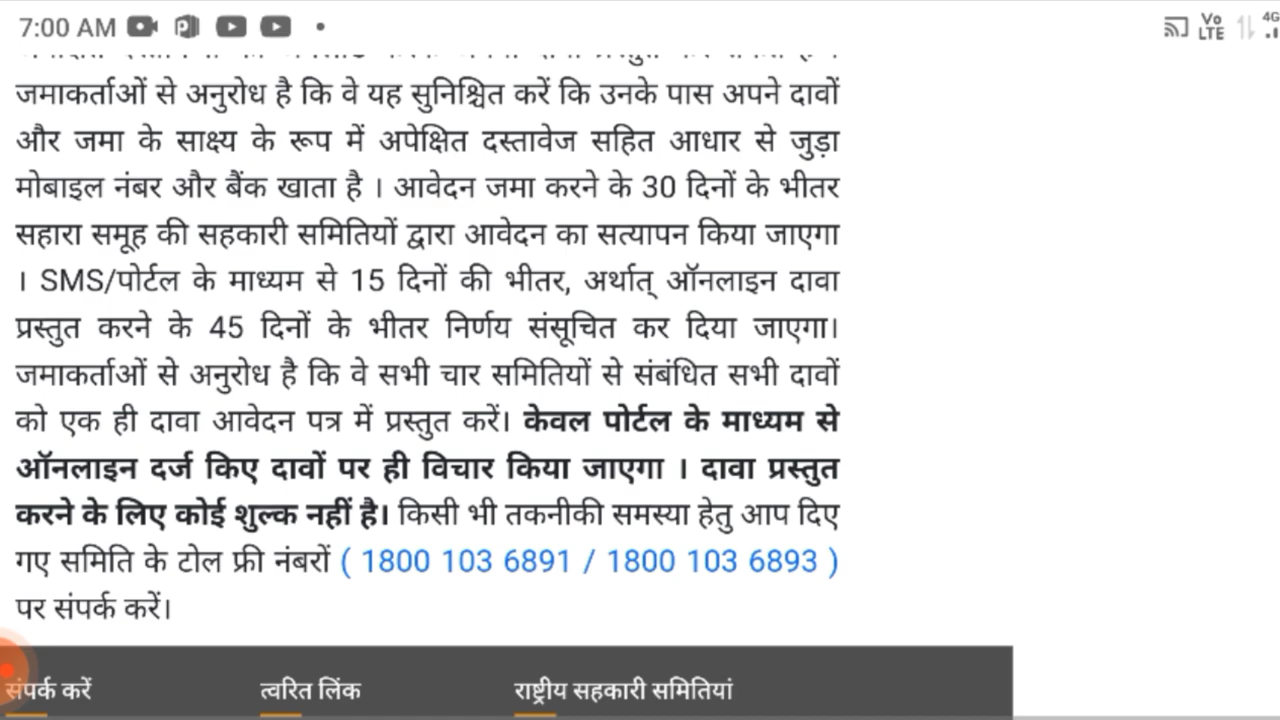 7:00 AM
Vo LTE 4G
जमाकर्ताओं से अनुरोध है कि वे यह सुनिश्चित करें कि उनके पास अपने दावों
और जमा के साक्ष्य के रूप में अपेक्षित दस्तावेज सहित आधार से जुड़ा
मोबाइल नंबर और बैंक खाता है । आवेदन जमा करने के 30 दिनों के भीतर
सहारा समूह की सहकारी समितियों द्वारा आवेदन का सत्यापन किया जाएगा
। SMS/पोर्टल के माध्यम से 15 दिनों की भीतर, अर्थात् ऑनलाइन दावा
प्रस्तुत करने के 45 दिनों के भीतर निर्णय संसूचित कर दिया जाएगा।
जमाकर्ताओं से अनुरोध है कि वे सभी चार समितियों से संबंधित सभी दावों
को एक ही दावा आवेदन पत्र में प्रस्तुत करें। केवल पोर्टल के माध्यम से
ऑनलाइन दर्ज किए दावों पर ही विचार किया जाएगा । दावा प्रस्तुत
करने के लिए कोई शुल्क नहीं है। किसी भी तकनीकी समस्या हेतु आप दिए
गए समिति के टोल फ्री नंबरों ( 1800 103 6891 / 1800 103 6893 )
पर संपर्क करें।
संपर्क करें त्वरित लिंक राष्ट्रीय सहकारी समितियां